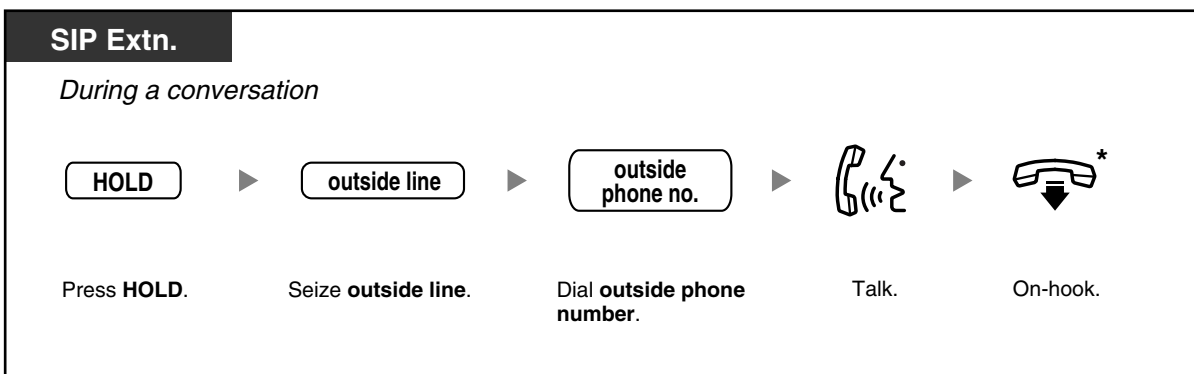 SIP Extn.
During a conversation
HOLD
outside line
outside
phone no.
*
Press HOLD.
Seize outside line.
Dial outside phone
number.
Talk.
On-hook.